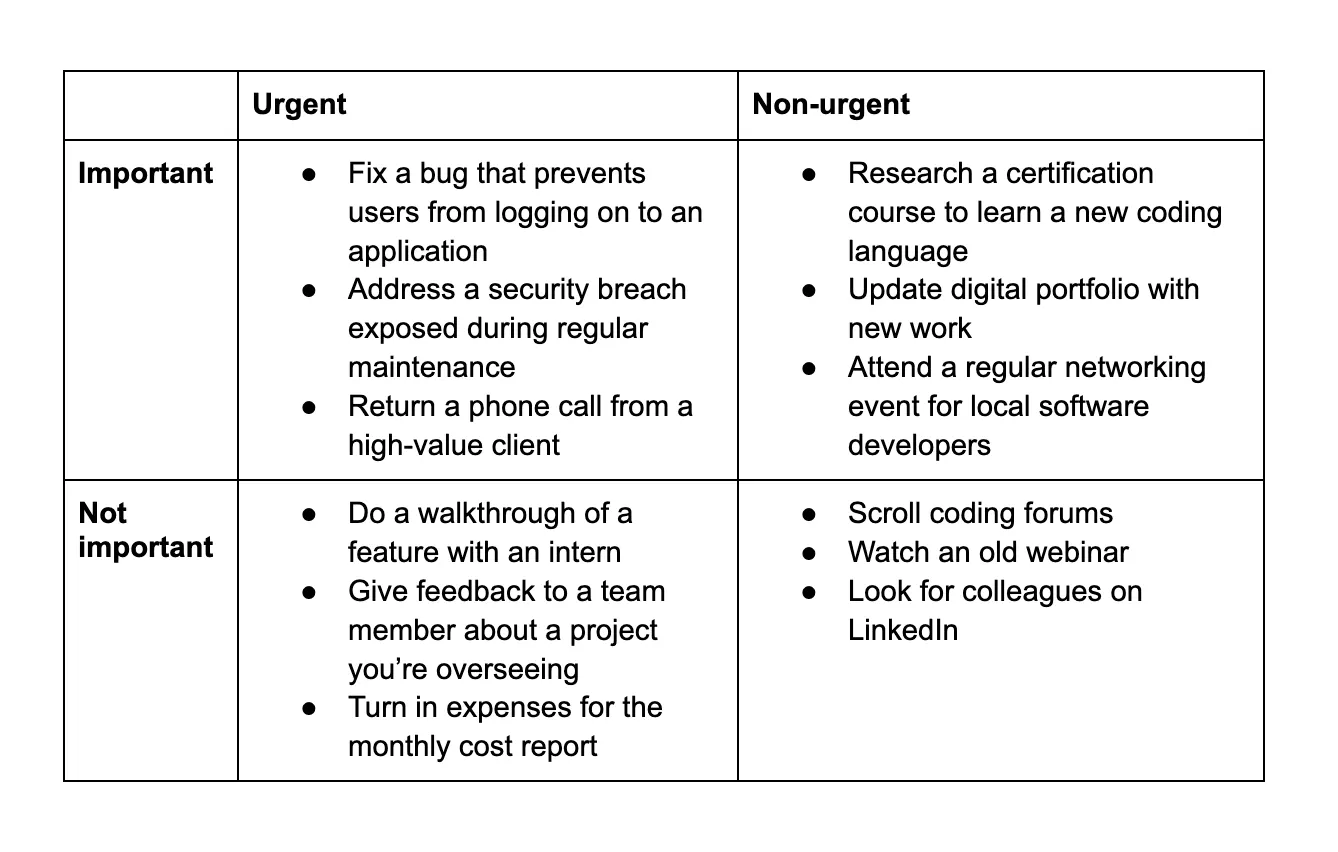 Urgent
Non-urgent
Important
● Fix a bug that prevents
users from logging on to an
application
● Address a security breach
exposed during regular
maintenance
● Return a phone call from a
high-value client
● Research a certification
course to learn a new coding
language
● Update digital portfolio with
new work
● Attend a regular networking
event for local software
developers
Not
important
● Do a walkthrough of a
feature with an intern
● Give feedback to a team
member about a project
you’re overseeing
● Turn in expenses for the
monthly cost report
● Scroll coding forums
● Watch an old webinar
● Look for colleagues on
LinkedIn